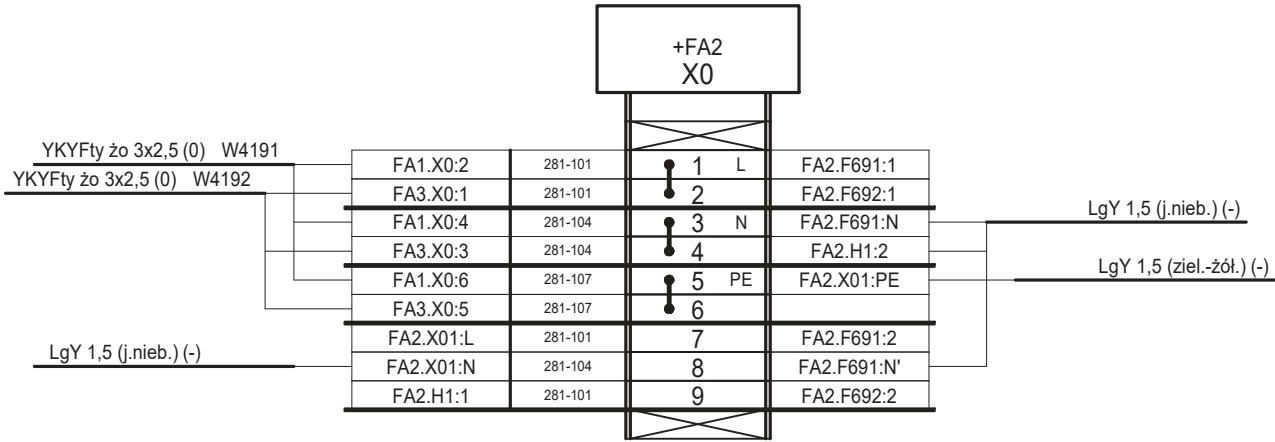 +FA2
X0
YKYFty żo 3x2,5 (0) W4191
YKYFty żo 3x2,5 (0) W4192
FA1.X0:2 281-101 1 L FA2.F691:1
FA3.X0:1 281-101 2 FA2.F692:1
FA1.X0:4 281-104 3 N FA2.F691:N
LgY 1,5 (j.nieb.) (-)
FA3.X0:3 281-104 4 FA2.H1:2
FA1.X0:6 281-107 5 PE FA2.X01:PE
LgY 1,5 (ziel.-żół.) (-)
FA3.X0:5 281-107 6
FA2.X01:L 281-101 7 FA2.F691:2
LgY 1,5 (j.nieb.) (-)
FA2.X01:N 281-104 8 FA2.F691:N'
FA2.H1:1 281-101 9 FA2.F692:2